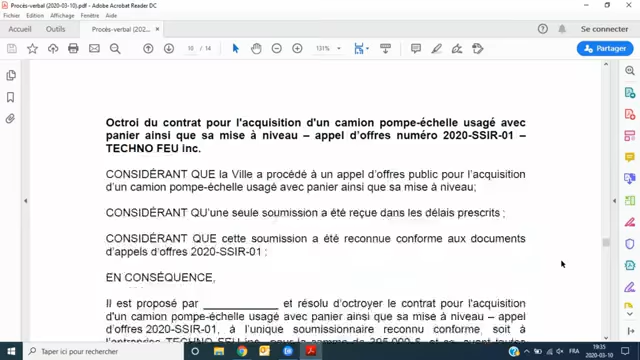 Procès-verbal (2020-03-10).pdf - Adobe Acrobat Reader DC
Fichier Edition Affichage Fenêtre Aide
Accueil Outils Procès-verbal (202... Se connecter
10 / 14 131% Partager
Octroi du contrat pour l'acquisition d'un camion pompe-échelle usagé avec
panier ainsi que sa mise à niveau – appel d'offres numéro 2020-SSIR-01 –
TECHNO FEU inc.
CONSIDÉRANT QUE la Ville a procédé à un appel d'offres public pour l'acquisition
d'un camion pompe-échelle usagé avec panier ainsi que sa mise à niveau;
CONSIDÉRANT QU'une seule soumission a été reçue dans les délais prescrits ;
CONSIDÉRANT QUE cette soumission a été reconnue conforme aux documents
d'appels d'offres 2020-SSIR-01 ;
EN CONSÉQUENCE,
Il est proposé par ____________ et résolu d'octroyer le contrat pour l'acquisition
d'un camion pompe-échelle usagé avec panier ainsi que sa mise à niveau – appel
d'offres 2020-SSIR-01, à l'unique soumissionnaire reconnu conforme, soit à
l'entreprise TECHNO FEU inc. pour la somme de 395 000 $ et ce, avant toutes
Taper ici pour rechercher
FRA
19:35
2020-03-10